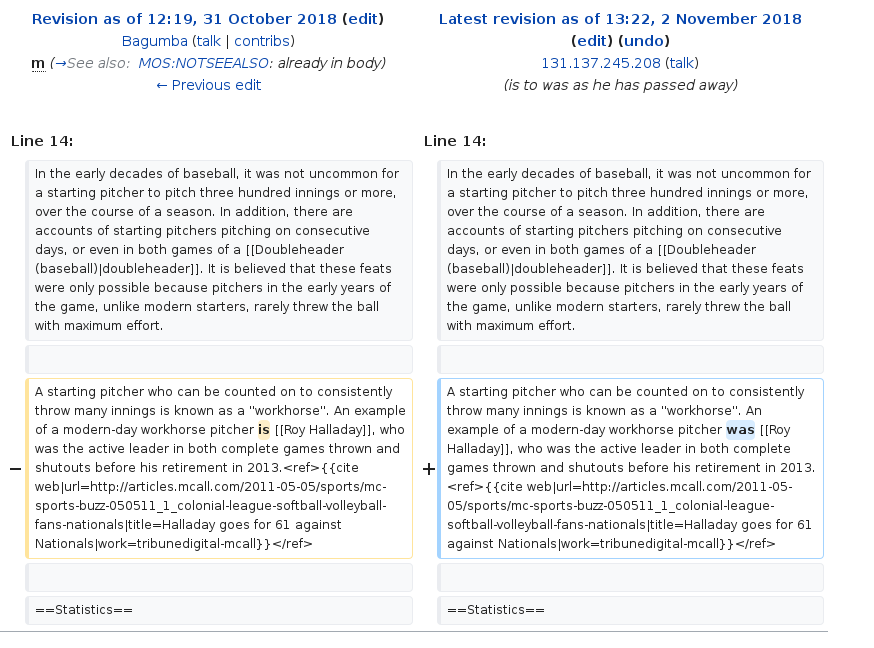 Revision as of 12:19, 31 October 2018 (edit)
Bagumba (talk | contribs)
m (→See also: MOS:NOTSEEALSO: already in body)
← Previous edit
Latest revision as of 13:22, 2 November 2018
(edit) (undo)
131.137.245.208 (talk)
(is to was as he has passed away)
Line 14:
Line 14:
In the early decades of baseball, it was not uncommon for
a starting pitcher to pitch three hundred innings or more,
over the course of a season. In addition, there are
accounts of starting pitchers pitching on consecutive
days, or even in both games of a [[Doubleheader
(baseball)|doubleheader]]. It is believed that these feats
were only possible because pitchers in the early years of
the game, unlike modern starters, rarely threw the ball
with maximum effort.
In the early decades of baseball, it was not uncommon for
a starting pitcher to pitch three hundred innings or more,
over the course of a season. In addition, there are
accounts of starting pitchers pitching on consecutive
days, or even in both games of a [[Doubleheader
(baseball)|doubleheader]]. It is believed that these feats
were only possible because pitchers in the early years of
the game, unlike modern starters, rarely threw the ball
with maximum effort.
−
A starting pitcher who can be counted on to consistently
throw many innings is known as a "workhorse". An example
of a modern-day workhorse pitcher is [[Roy Halladay]], who
was the active leader in both complete games thrown and
shutouts before his retirement in 2013.<ref>{{cite
web|url=http://articles.mcall.com/2011-05-05/sports/mc-
sports-buzz-050511_1_colonial-league-softball-volleyball-
fans-nationals|title=Halladay goes for 61 against
Nationals|work=tribunedigital-mcall}}</ref>
+
A starting pitcher who can be counted on to consistently
throw many innings is known as a "workhorse". An
example of a modern-day workhorse pitcher was [[Roy
Halladay]], who was the active leader in both complete
games thrown and shutouts before his retirement in 2013.
<ref>{{cite web|url=http://articles.mcall.com/2011-05-
05/sports/mc-sports-buzz-050511_1_colonial-league-
softball-volleyball-fans-nationals|title=Halladay goes for 61
against Nationals|work=tribunedigital-mcall}}</ref>
==Statistics==
==Statistics==